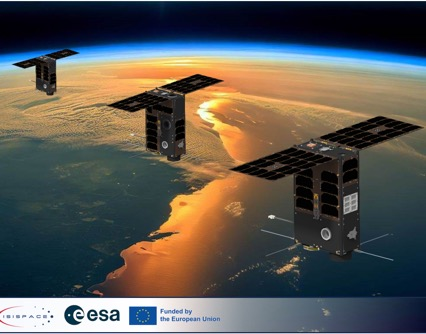 ISISPACE
esa
Funded by
the European Union